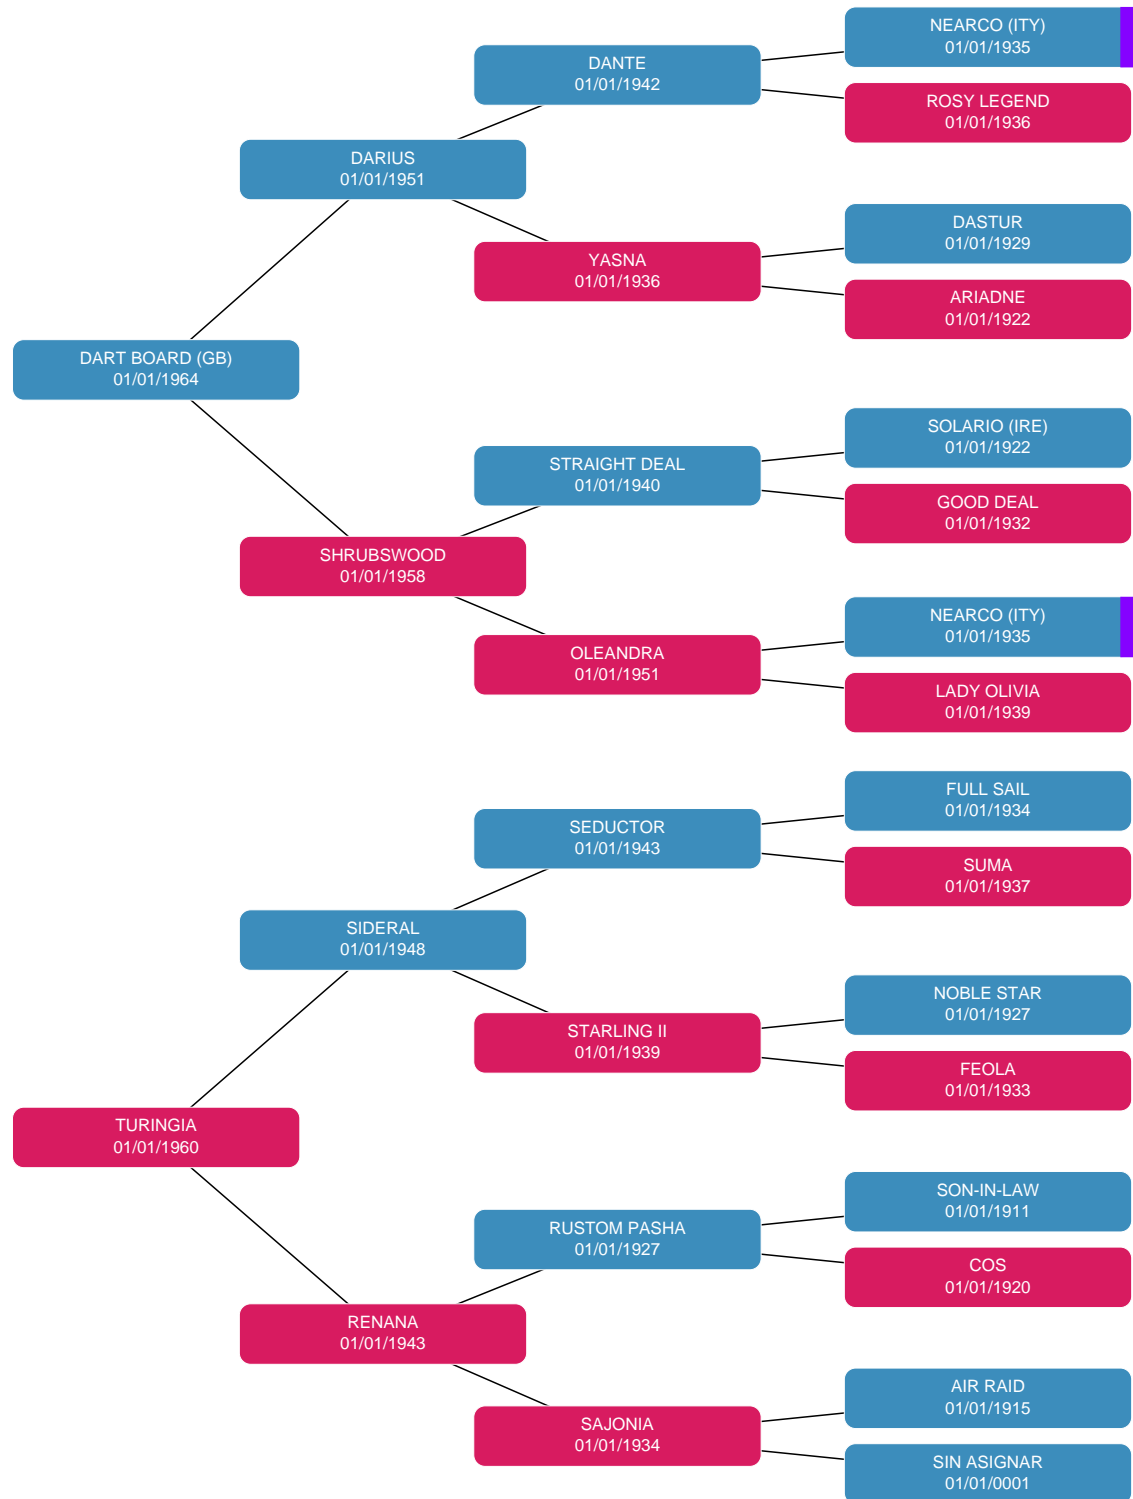 NEARCO (ITY)
01/01/1935
DANTE
01/01/1942
ROSY LEGEND
01/01/1936
DARIUS
01/01/1951
DASTUR
01/01/1929
YASNA
01/01/1936
ARIADNE
01/01/1922
DART BOARD (GB)
01/01/1964
SOLARIO (IRE)
01/01/1922
STRAIGHT DEAL
01/01/1940
GOOD DEAL
01/01/1932
SHRUBSWOOD
01/01/1958
NEARCO (ITY)
01/01/1935
OLEANDRA
01/01/1951
LADY OLIVIA
01/01/1939
FULL SAIL
01/01/1934
SEDUCTOR
01/01/1943
SUMA
01/01/1937
SIDERAL
01/01/1948
NOBLE STAR
01/01/1927
STARLING II
01/01/1939
FEOLA
01/01/1933
TURINGIA
01/01/1960
SON-IN-LAW
01/01/1911
RUSTOM PASHA
01/01/1927
COS
01/01/1920
RENANA
01/01/1943
AIR RAID
01/01/1915
SAJONIA
01/01/1934
SIN ASIGNAR
01/01/0001